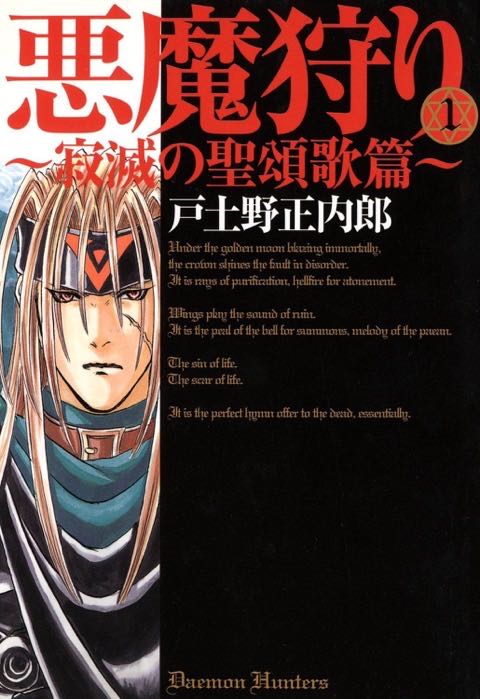 悪魔狩り
1
～寂滅の聖頌歌篇～
戸土野正内郎
Under the golden moon blazing immortally,
the crown shines the fault in disorder.
It is rays of purification, hellfire for atonement.
Wings play the sound of ruin.
It is the peal of the bell for summons, melody of the paean.
The sin of life.
The scar of life.
It is the perfect hymn offer to the dead, essentially.
Daemon Hunters